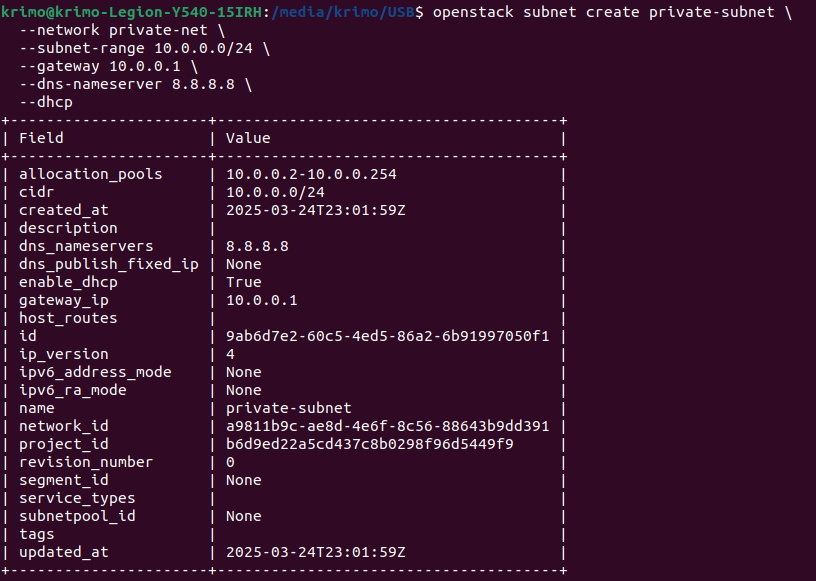 krimo@krimo-Legion-Y540-15IRH:/media/krimo/USB$ openstack subnet create private-subnet \
  --network private-net \
  --subnet-range 10.0.0.0/24 \
  --gateway 10.0.0.1 \
  --dns-nameserver 8.8.8.8 \
  --dhcp
+----------------------+--------------------------------------+
| Field                | Value                                |
+----------------------+--------------------------------------+
| allocation_pools     | 10.0.0.2-10.0.0.254                  |
| cidr                 | 10.0.0.0/24                          |
| created_at           | 2025-03-24T23:01:59Z                 |
| description          |                                      |
| dns_nameservers      | 8.8.8.8                              |
| dns_publish_fixed_ip | None                                 |
| enable_dhcp          | True                                 |
| gateway_ip           | 10.0.0.1                             |
| host_routes          |                                      |
| id                   | 9ab6d7e2-60c5-4ed5-86a2-6b91997050f1 |
| ip_version           | 4                                    |
| ipv6_address_mode    | None                                 |
| ipv6_ra_mode         | None                                 |
| name                 | private-subnet                       |
| network_id           | a9811b9c-ae8d-4e6f-8c56-88643b9dd391 |
| project_id           | b6d9ed22a5cd437c8b0298f96d5449f9     |
| revision_number      | 0                                    |
| segment_id           | None                                 |
| service_types        |                                      |
| subnetpool_id        | None                                 |
| tags                 |                                      |
| updated_at           | 2025-03-24T23:01:59Z                 |
+----------------------+--------------------------------------+